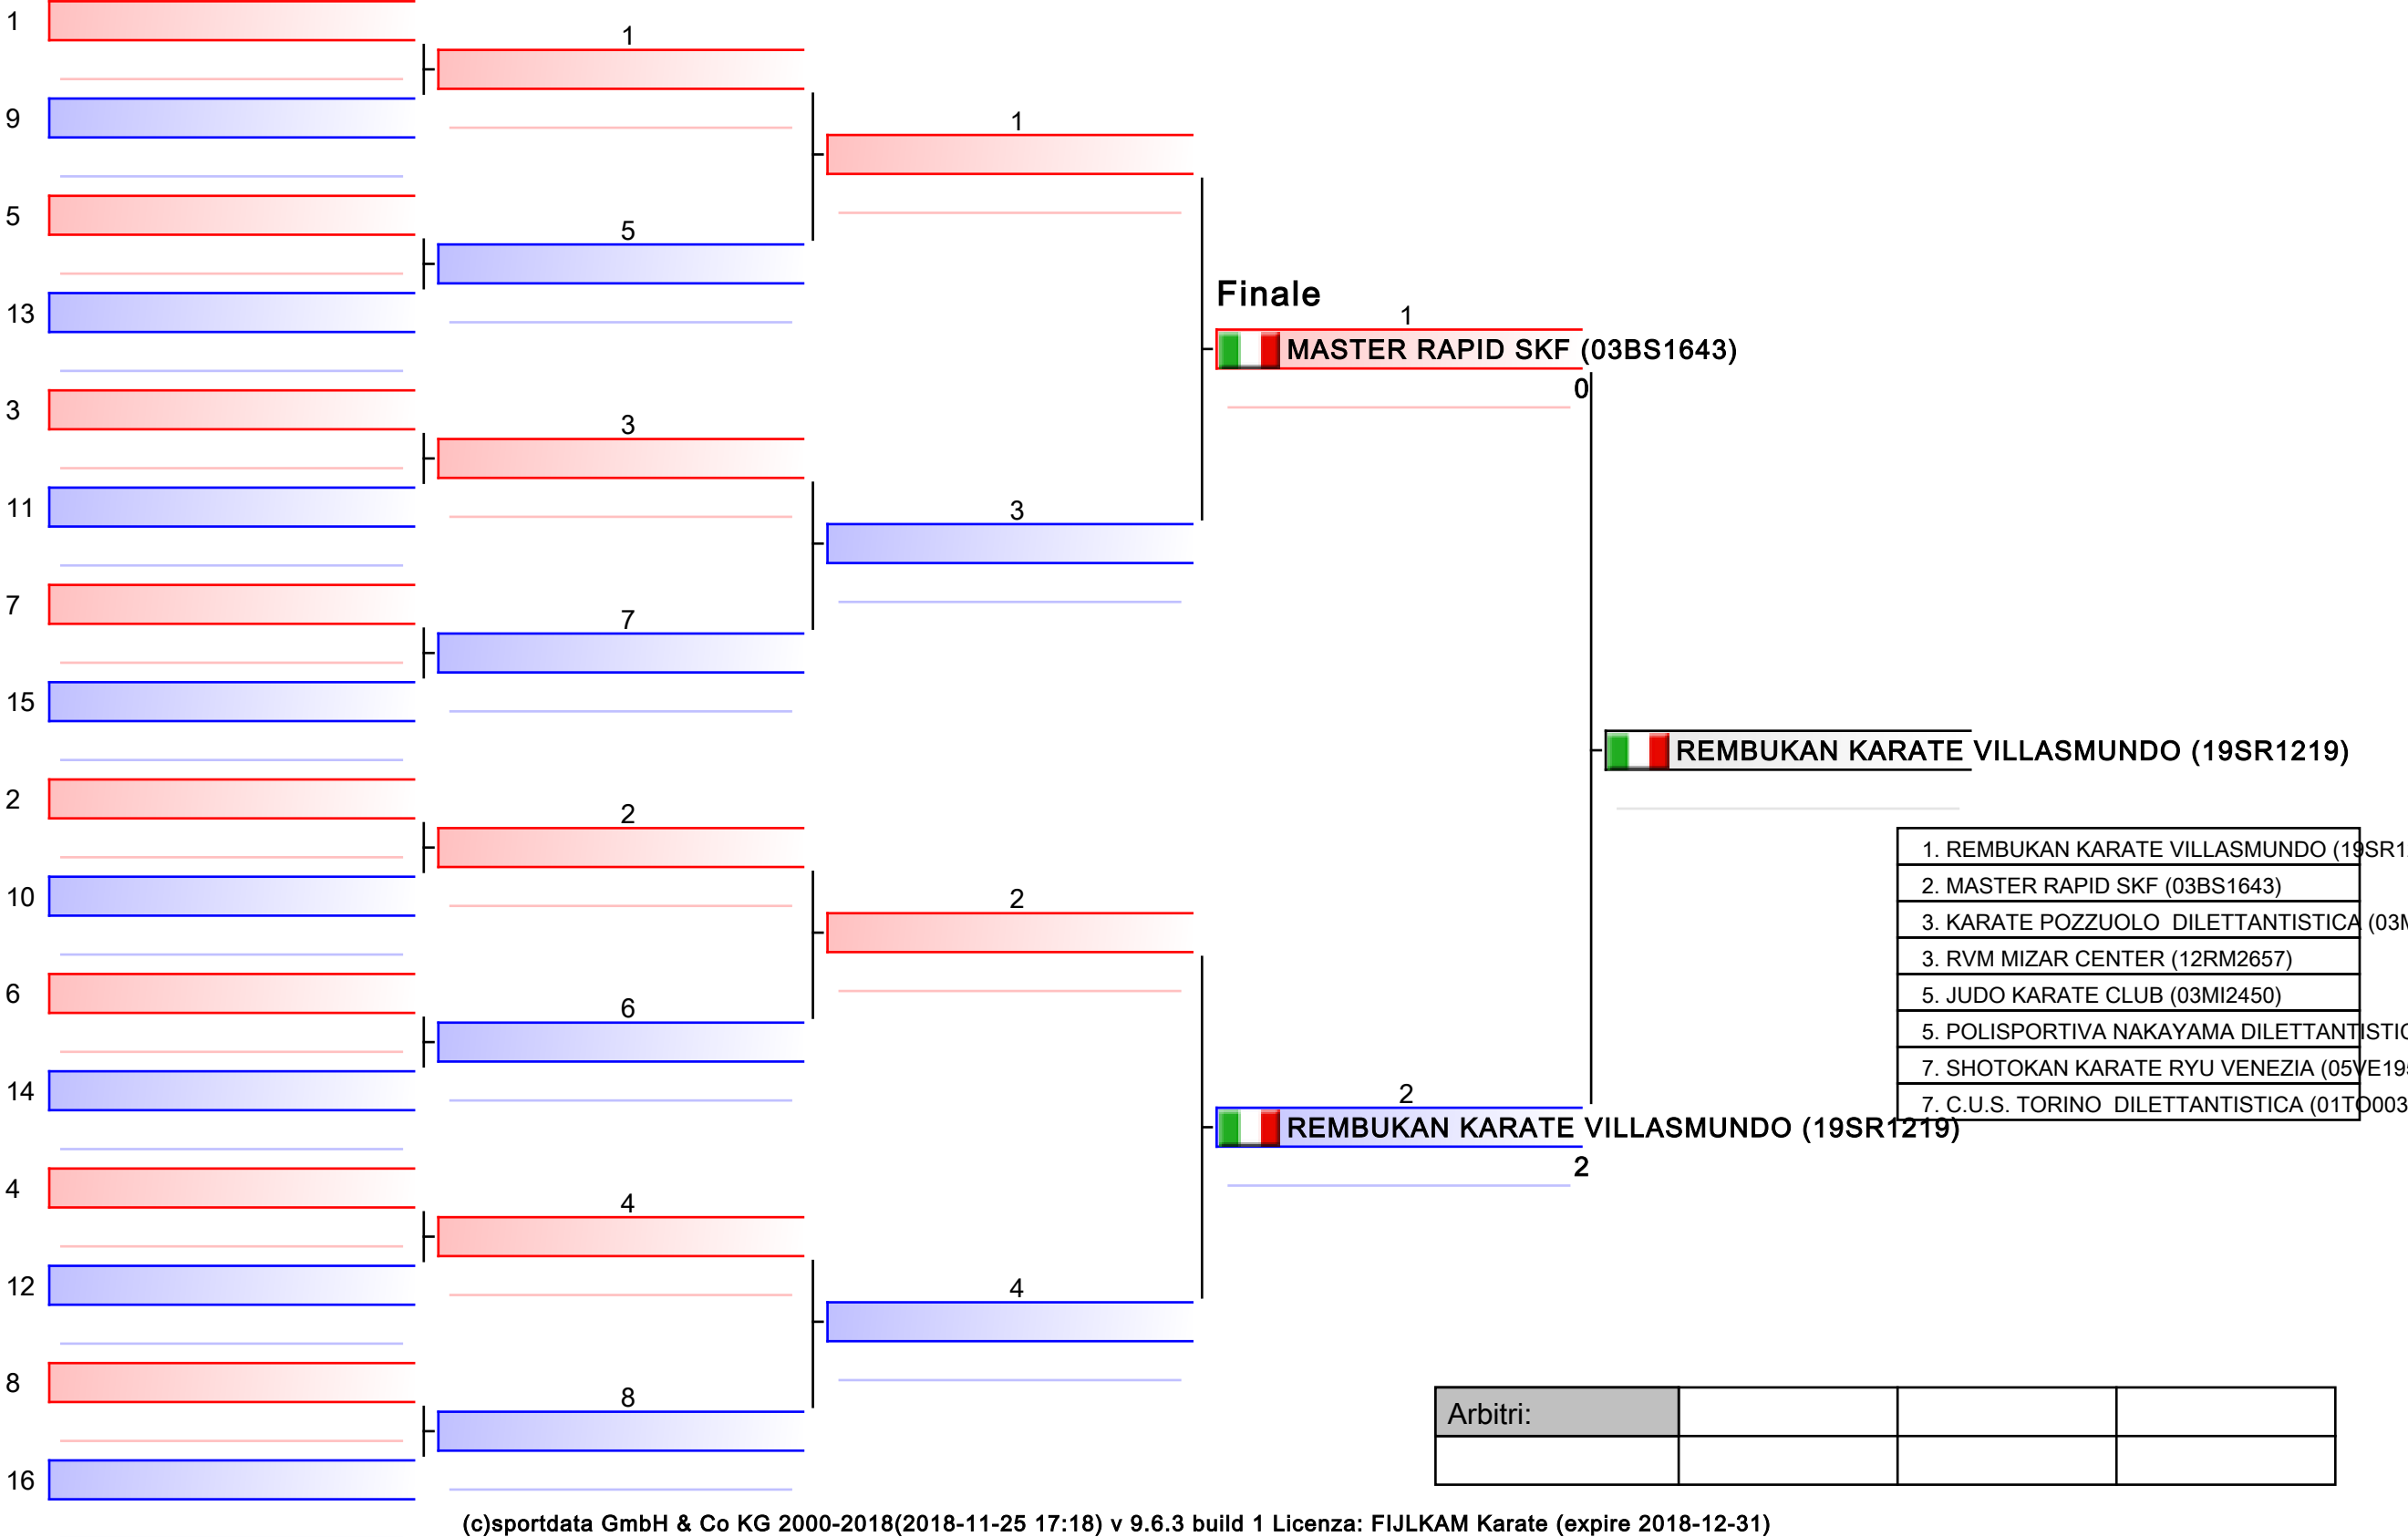 1
9
5
13
3
11
7
15
2
10
6
14
4
12
8
16
1
5
3
7
2
6
4
8
1
3
2
4
Finale
1
MASTER RAPID SKF (03BS1643)
0
2
REMBUKAN KARATE VILLASMUNDO (19SR1219)
2
REMBUKAN KARATE VILLASMUNDO (19SR1219)
1. REMBUKAN KARATE VILLASMUNDO (19SR1
2. MASTER RAPID SKF (03BS1643)
3. KARATE POZZUOLO DILETTANTISTICA (03M
3. RVM MIZAR CENTER (12RM2657)
5. JUDO KARATE CLUB (03MI2450)
5. POLISPORTIVA NAKAYAMA DILETTANTISTIC
7. SHOTOKAN KARATE RYU VENEZIA (05VE19
7. C.U.S. TORINO DILETTANTISTICA (01TO003
Arbitri:
(c)sportdata GmbH & Co KG 2000-2018(2018-11-25 17:18) v 9.6.3 build 1 Licenza: FIJLKAM Karate (expire 2018-12-31)